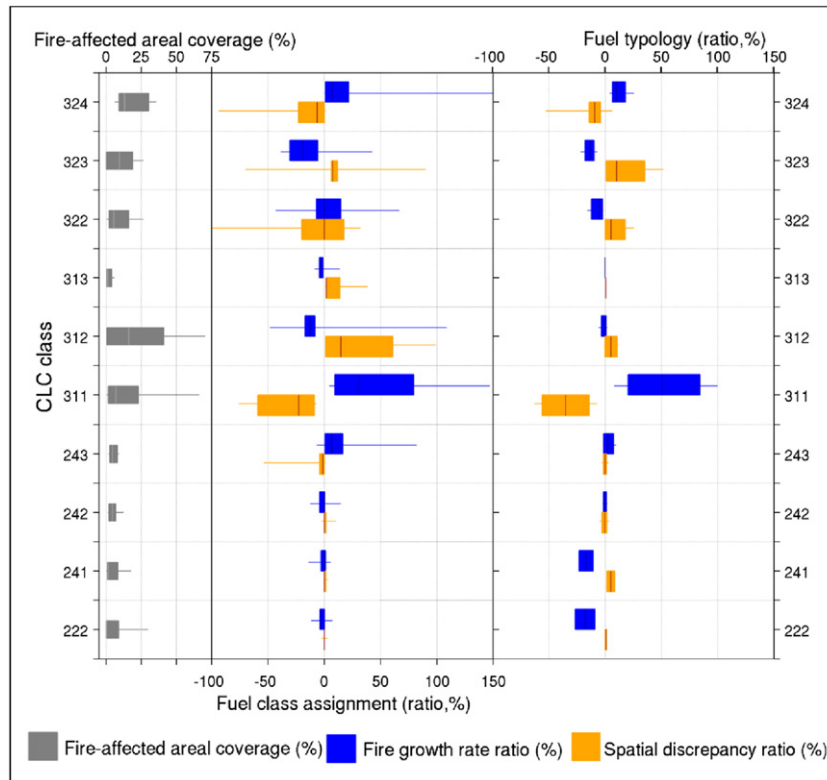 Fire-affected areal coverage (%)
Fuel typology (ratio,%)
0 25 50 75
-100 -50 0 50 100 150
CLC class
324 324
323 323
322 322
313 313
312 312
311 311
243 243
242 242
241 241
222 222
-100 -50 0 50 100 150
Fuel class assignment (ratio,%)
Fire-affected areal coverage (%) Fire growth rate ratio (%) Spatial discrepancy ratio (%)